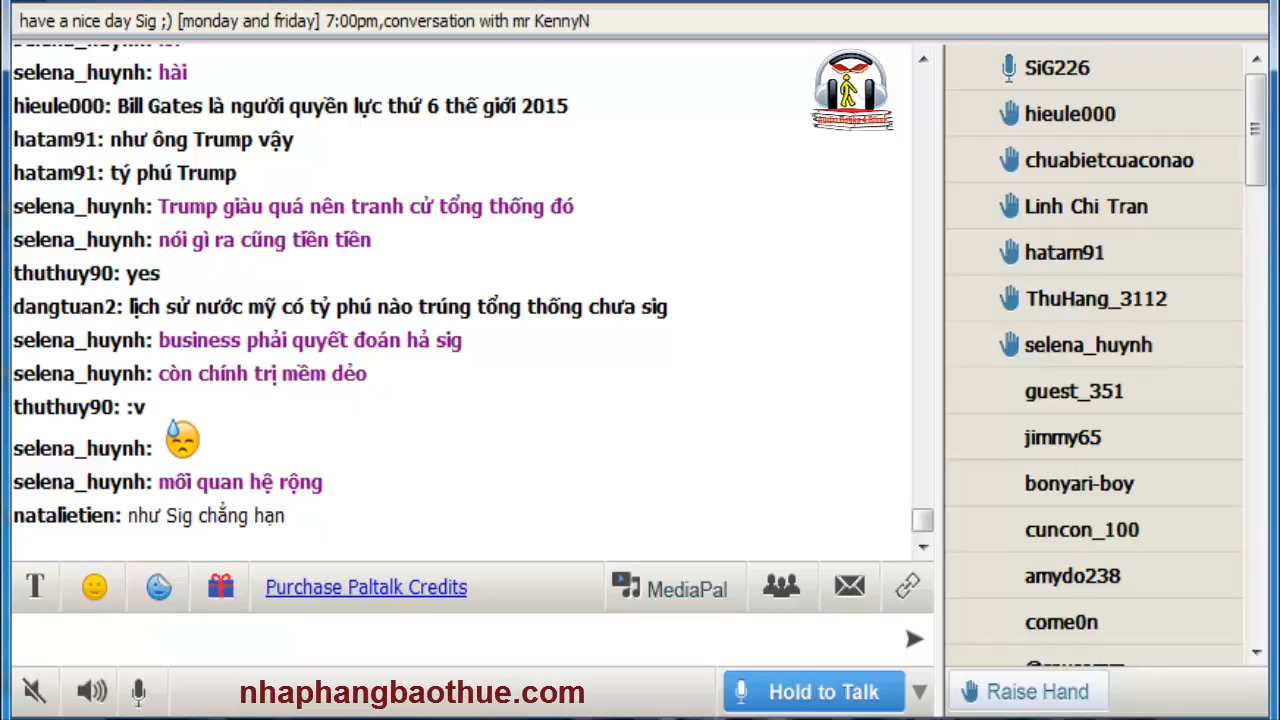 have a nice day Sig ;) [monday and friday] 7:00pm,conversation with mr KennyN
selena_huynh:
selena_huynh: hài
hieule000: Bill Gates là người quyền lực thứ 6 thế giới 2015
hatam91: như ông Trump vậy
hatam91: tỷ phú Trump
selena_huynh: Trump giàu quá nên tranh cử tổng thống đó
selena_huynh: nói gì ra cũng tiền tiền
thuthuy90: yes
dangtuan2: lịch sử nước mỹ có tỷ phú nào trúng tổng thống chưa sig
selena_huynh: business phải quyết đoán hả sig
selena_huynh: còn chính trị mềm dẻo
thuthuy90: :v
selena_huynh:
selena_huynh: mối quan hệ rộng
natalietien: như Sig chẳng hạn
Audio Books 4 Blind
T
Purchase Paltalk Credits
MediaPal
nhaphangbaothue.com
Hold to Talk
SiG226
hieule000
chuabietcuaconao
Linh Chi Tran
hatam91
ThuHang_3112
selena_huynh
guest_351
jimmy65
bonyari-boy
cuncon_100
amydo238
come0n
Raise Hand